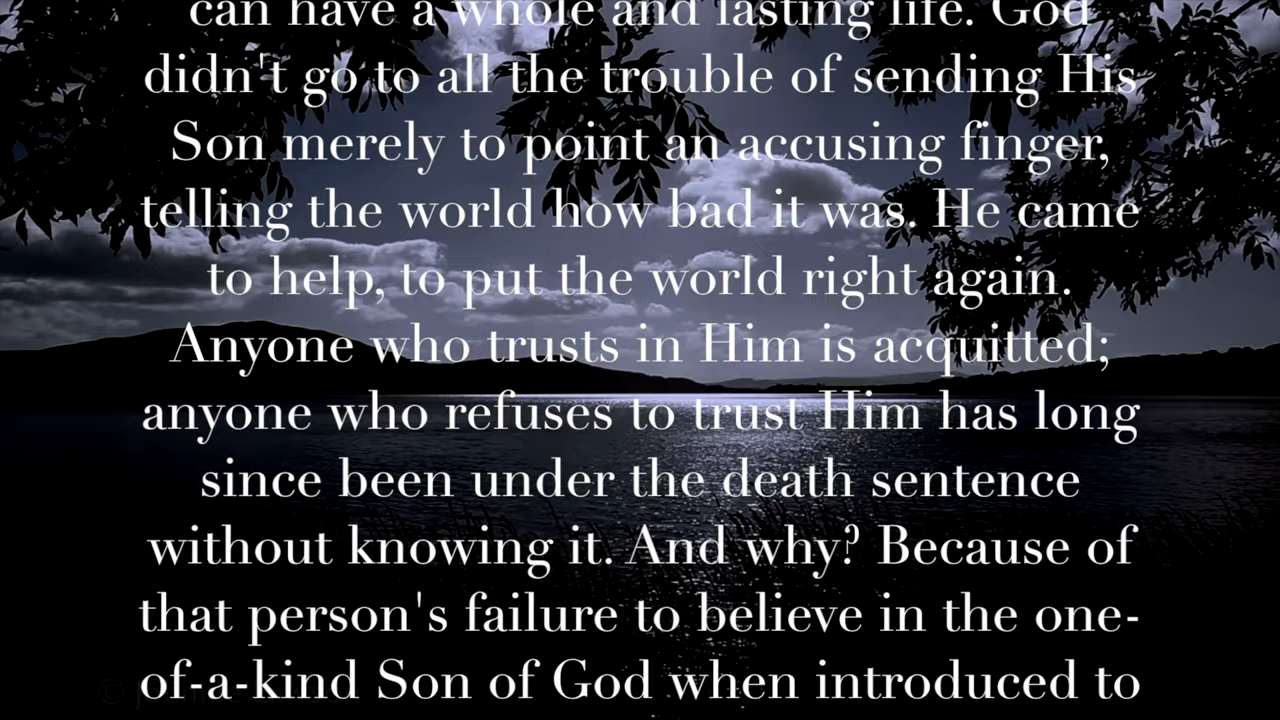 can have a whole and lasting life. God
didn't go to all the trouble of sending His
Son merely to point an accusing finger,
telling the world how bad it was. He came
to help, to put the world right again.
Anyone who trusts in Him is acquitted;
anyone who refuses to trust Him has long
since been under the death sentence
without knowing it. And why? Because of
that person's failure to believe in the one-
of-a-kind Son of God when introduced to
©